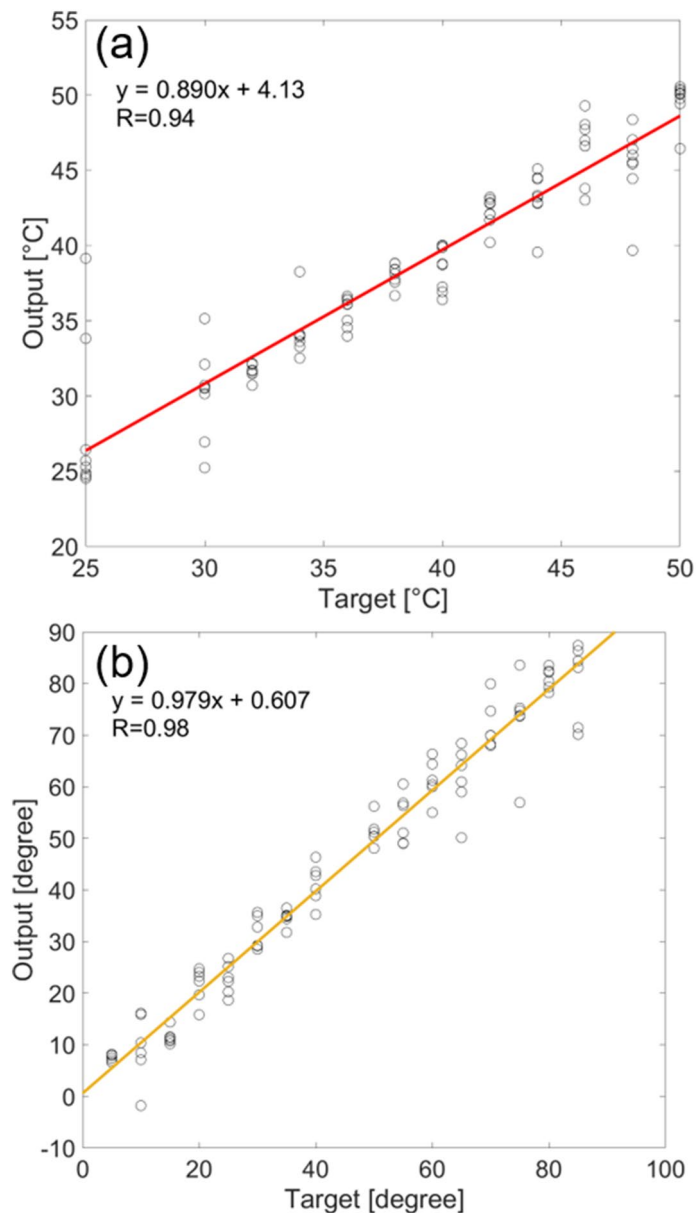 (a)
y = 0.890x + 4.13
R=0.94
55
50
45
40
35
30
25
20
Output [°C]
25 30 35 40 45 50
Target [°C]
(b)
y = 0.979x + 0.607
R=0.98
90
80
70
60
50
40
30
20
10
0
-10
Output [degree]
0 20 40 60 80 100
Target [degree]